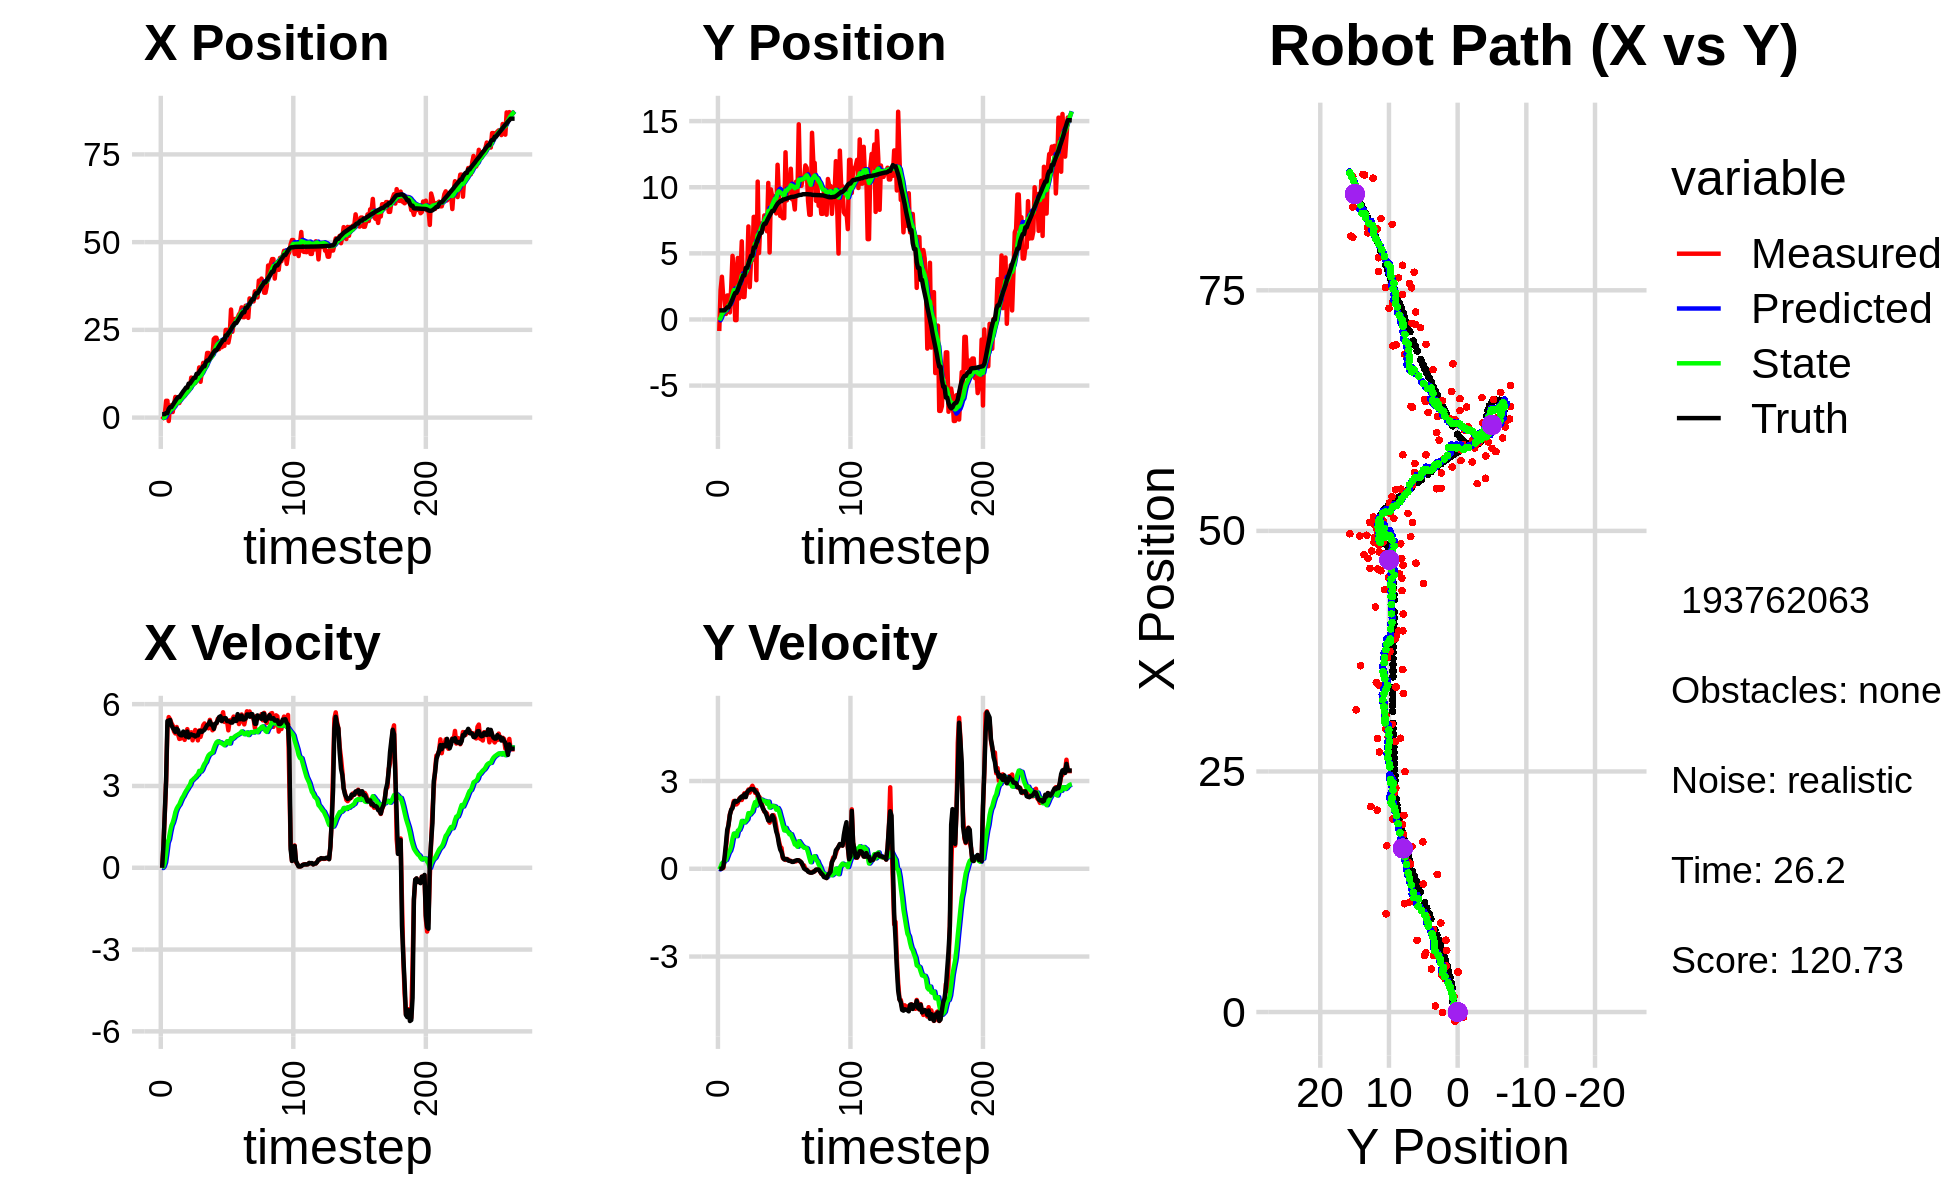 X Position
75
50
25
0
0
100
200
timestep
Y Position
15
10
5
0
-5
0
100
200
timestep
X Velocity
6
3
0
-3
-6
0
100
200
timestep
Y Velocity
3
0
-3
0
100
200
timestep
Robot Path (X vs Y)
X Position
75
50
25
0
20 10 0 -10 -20
Y Position
variable
Measured
Predicted
State
Truth
193762063
Obstacles: none
Noise: realistic
Time: 26.2
Score: 120.73